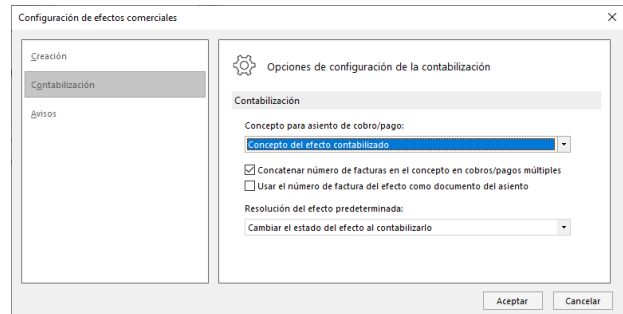 Configuración de efectos comerciales
Creación
Contabilización
Avisos
Opciones de configuración de la contabilización
Contabilización
Concepto para asiento de cobro/pago:
Concepto del efecto contabilizado
Concatenar número de facturas en el concepto en cobros/pagos múltiples
Usar el número de factura del efecto como documento del asiento
Resolución del efecto predeterminada:
Cambiar el estado del efecto al contabilizarlo
Aceptar
Cancelar